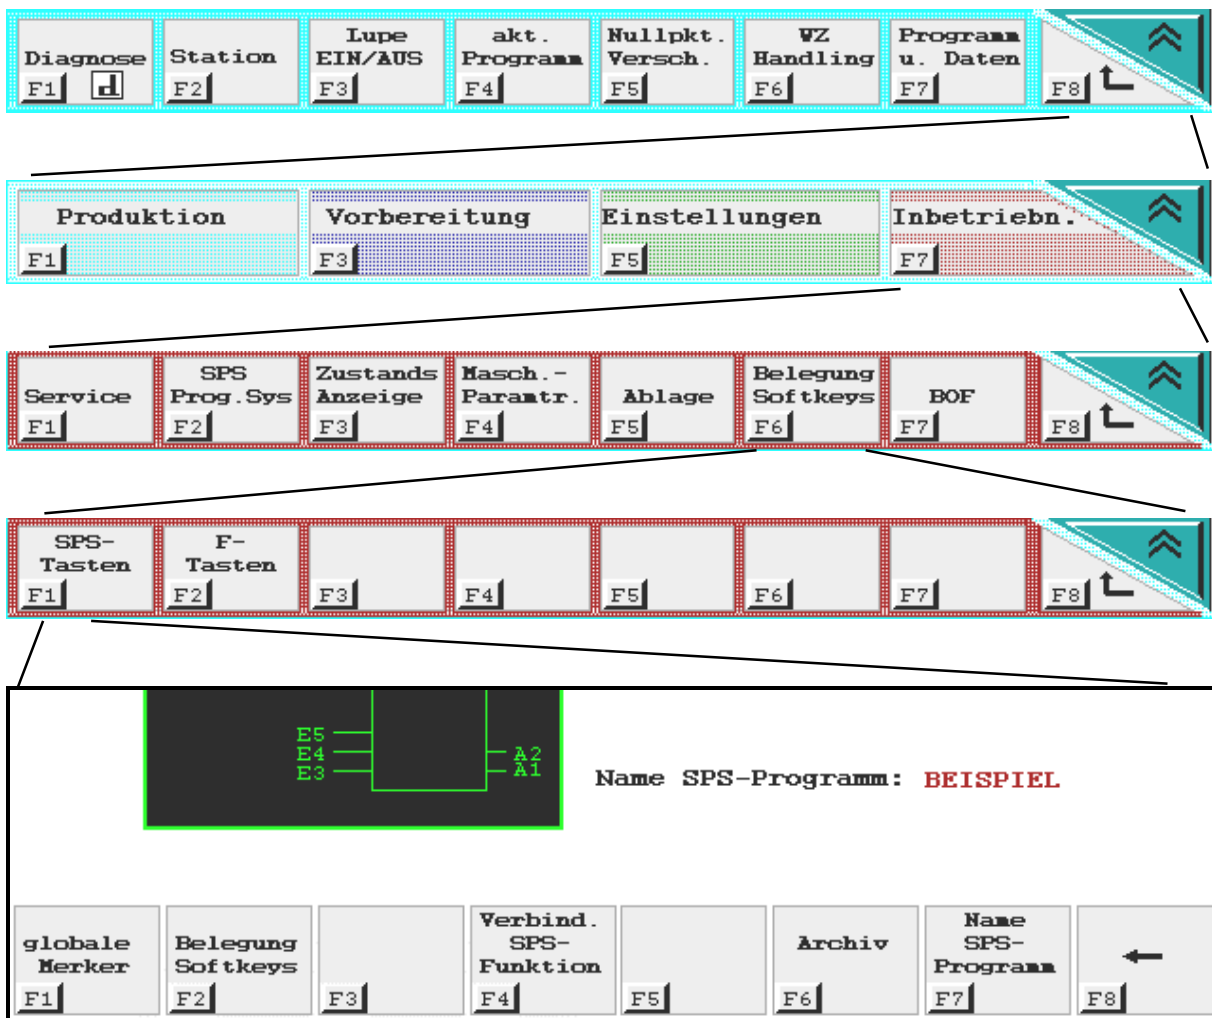 Diagnose
F1 d
Station
F2
Lupe
EIN/AUS
F3
akt.
Programm
F4
Nullpkt.
Versch.
F5
WZ
Handling
F6
Programm
u. Daten
F7
F8
Produktion
F1
Vorbereitung
F3
Einstellungen
F5
Inbetriebn.
F7
Service
F1
SPS
Prog.Sys
F2
Zustands
Anzeige
F3
Masch.-
Paramtr.
F4
Ablage
F5
Belegung
Softkeys
F6
BOF
F7
F8
SPS-
Tasten
F1
F-
Tasten
F2
F3
F4
F5
F6
F7
F8
E5
E4
E3
A2
A1
Name SPS-Programm: BEISPIEL
globale
Merker
F1
Belegung
Softkeys
F2
F3
Verbind.
SPS-
Funktion
F4
F5
Archiv
F6
Name
SPS-
Programm
F7
F8